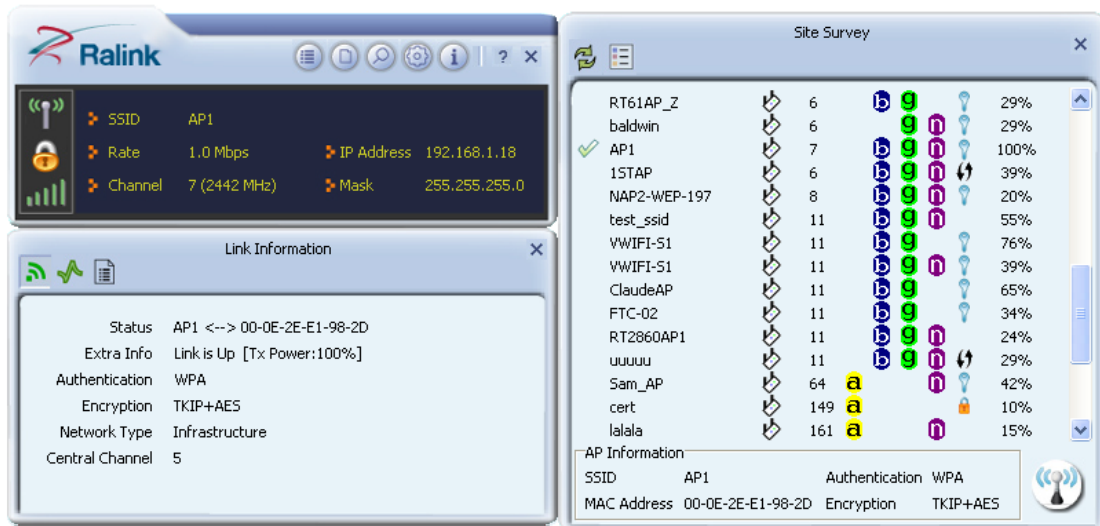 Ralink
? ×
SSID AP1
Rate 1.0 Mbps IP Address 192.168.1.18
Channel 7 (2442 MHz) Mask 255.255.255.0
Link Information ×
Status AP1 <--> 00-0E-2E-E1-98-2D
Extra Info Link is Up [Tx Power:100%]
Authentication WPA
Encryption TKIP+AES
Network Type Infrastructure
Central Channel 5
Site Survey ×
RT61AP_Z 6 b g 29%
baldwin 6 g n 29%
AP1 7 b g n 100%
1STAP 6 b g n 39%
NAP2-WEP-197 8 b g n 20%
test_ssid 11 b g n 55%
VWIFI-S1 11 b g 76%
VWIFI-S1 11 b g n 39%
ClaudeAP 11 b g 65%
FTC-02 11 b g 34%
RT2860AP1 11 b g n 24%
uuuuu 11 b g n 29%
Sam_AP 64 a n 42%
cert 149 a 10%
lalala 161 a n 15%
AP Information
SSID AP1 Authentication WPA
MAC Address 00-0E-2E-E1-98-2D Encryption TKIP+AES